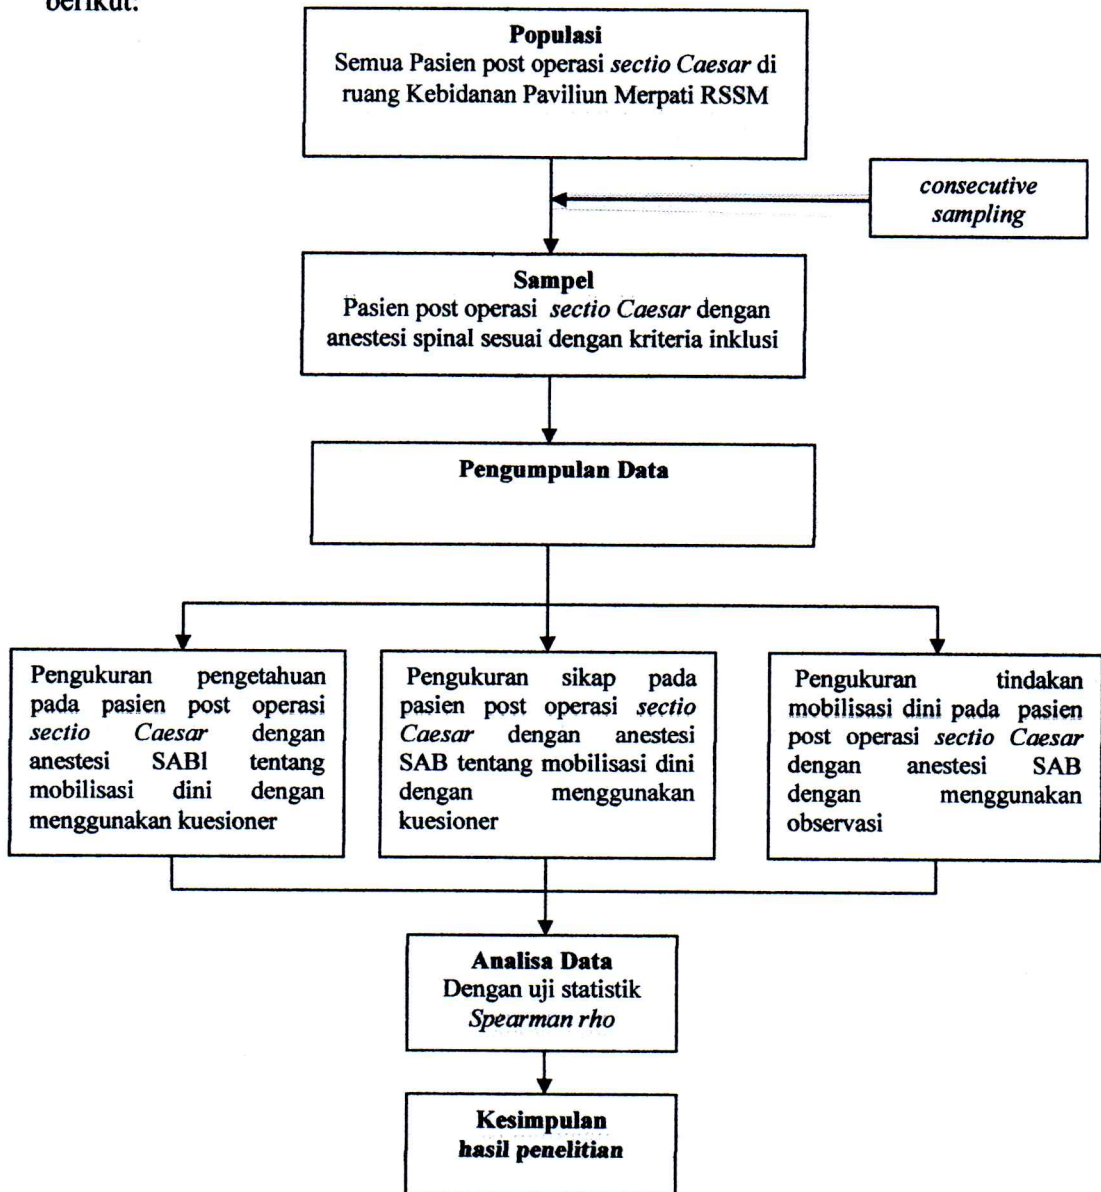 berikut:
Populasi
Semua Pasien post operasi sectio Caesar di
ruang Kebidanan Paviliun Merpati RSSM
consecutive
sampling
Sampel
Pasien post operasi sectio Caesar dengan
anestesi spinal sesuai dengan kriteria inklusi
Pengumpulan Data
Pengukuran pengetahuan
pada pasien post operasi
sectio Caesar dengan
anestesi SABl tentang
mobilisasi dini dengan
menggunakan kuesioner
Pengukuran sikap pada
pasien post operasi sectio
Caesar dengan anestesi
SAB tentang mobilisasi dini
dengan menggunakan
kuesioner
Pengukuran tindakan
mobilisasi dini pada pasien
post operasi sectio Caesar
dengan anestesi SAB
dengan menggunakan
observasi
Analisa Data
Dengan uji statistik
Spearman rho
Kesimpulan
hasil penelitian